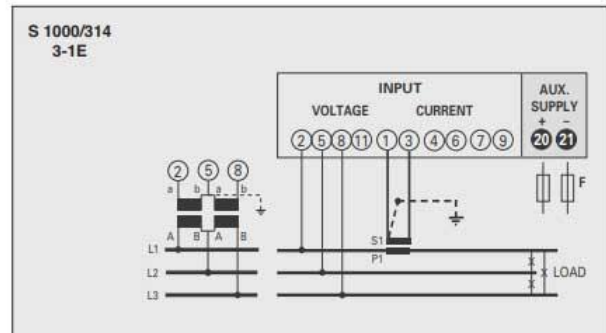 S 1000/314
3-1E
INPUT
VOLTAGE CURRENT
2 5 8 11 1 3 4 6 7 9
AUX.
SUPPLY
+ –
20 21
F
2 5 8
a b a b
A B A B
L1
L2
L3
S1
P1
LOAD